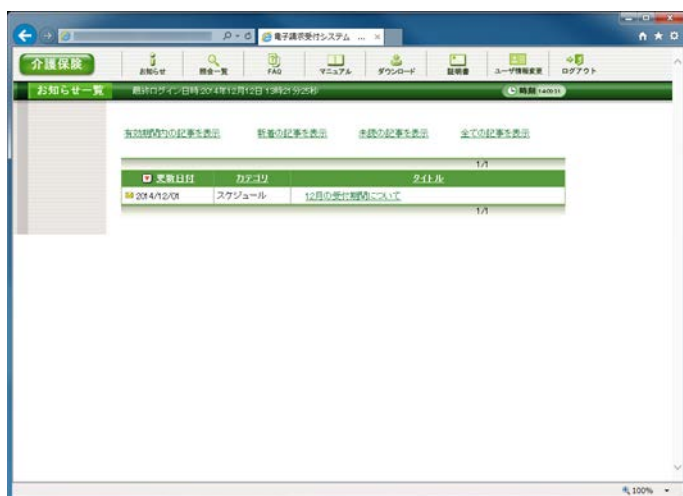 電子請求受付システム ...
介護保険
お知らせ 照会一覧 FAQ マニュアル ダウンロード 証明書 ユーザ情報変更 ログアウト
お知らせ一覧 最終ログイン日時:2014年12月12日 13時21分25秒 時刻
有効期間内の記事を表示 新着の記事を表示 未読の記事を表示 全ての記事を表示
1/1
更新日付 カテゴリ タイトル
2014/12/01 スケジュール 12月の受付期間について
1/1
100%